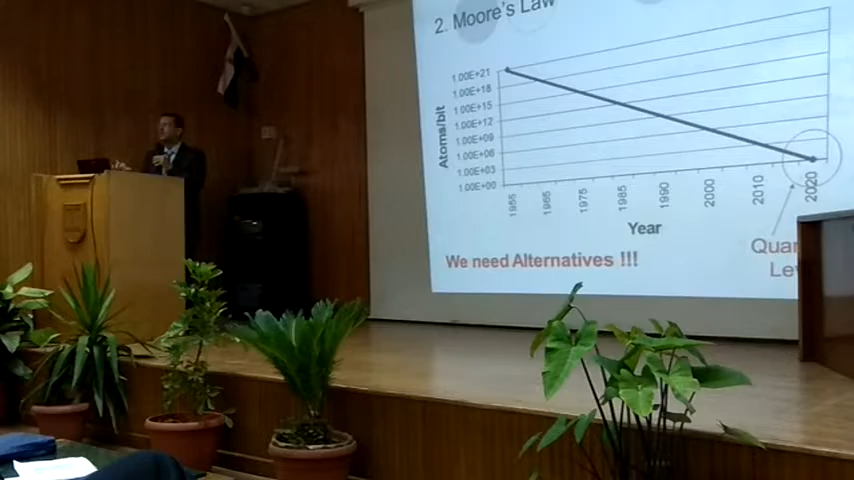 2. Moore's Law
Atoms/bit
1.00E+21
1.00E+18
1.00E+15
1.00E+12
1.00E+09
1.00E+06
1.00E+03
1.00E+00
1955 1965 1975 1985 1990 2000 2010 2020
Year
We need Alternatives !!!
Quan
Lev